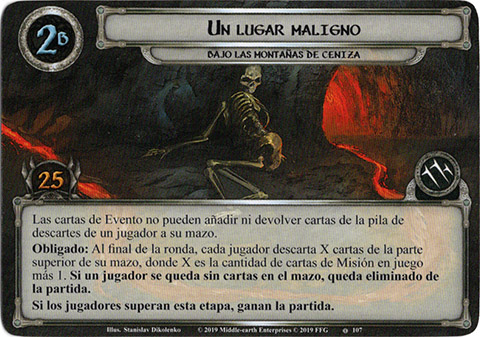 2B
UN LUGAR MALIGNO
BAJO LAS MONTAÑAS DE CENIZA
25
Las cartas de Evento no pueden añadir ni devolver cartas de la pila de
descartes de un jugador a su mazo.
Obligado: Al final de la ronda, cada jugador descarta X cartas de la parte
superior de su mazo, donde X es la cantidad de cartas de Misión en juego
más 1. Si un jugador se queda sin cartas en el mazo, queda eliminado de
la partida.
Si los jugadores superan esta etapa, ganan la partida.
Illus. Stanislav Dikolenko © 2019 Middle-earth Enterprises © 2019 FFG 107